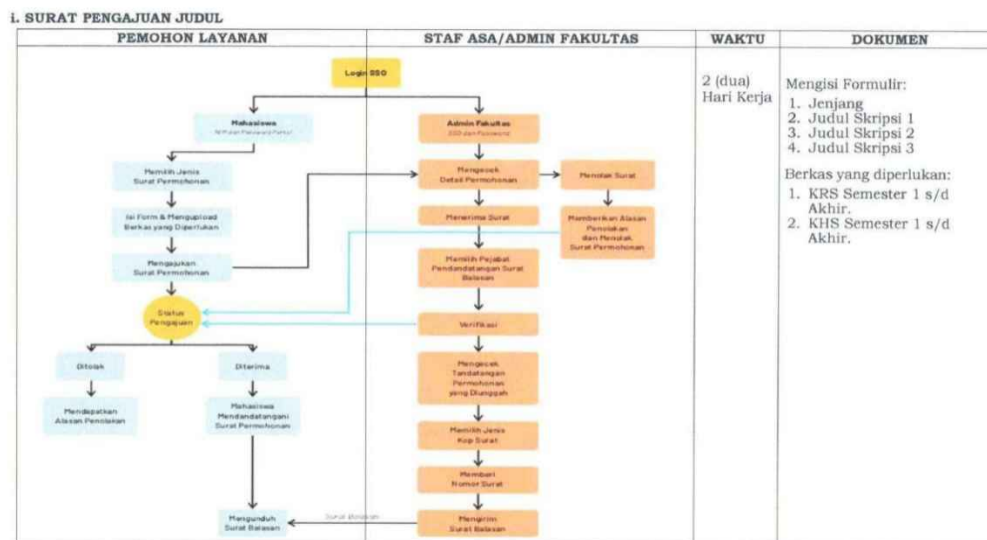 i. SURAT PENGAJUAN JUDUL
PEMOHON LAYANAN
STAF ASA/ADMIN FAKULTAS
WAKTU
DOKUMEN
Login SSO
Mahasiswa
Memilih Jenis
Surat Permohonan
Isi Form & Mengupload
Berkas yang Diperlukan
Mengajukan
Surat Permohonan
Status
Pengajuan
Ditolak
Diterima
Mendapatkan
Alasan Penolakan
Mahasiswa
Mendandatangani
Surat Permohonan
Mengunduh
Surat Balasan
Admin Fakultas
SSO dan Password
Mengecek
Detail Permohonan
Menolak Surat
Menerima Surat
Memberikan Alasan
Penolakan
dan Menolak
Surat Permohonan
Memilih Pejabat
Pendandatangan Surat
Balasan
Verifikasi
Mengecek
Tandatangan
Permohonan
yang Diunggah
Memilih Jenis
Kop Surat
Memberi
Nomor Surat
Mengirim
Surat Balasan
Surat Balasan
2 (dua)
Hari Kerja
Mengisi Formulir:
1. Jenjang
2. Judul Skripsi 1
3. Judul Skripsi 2
4. Judul Skripsi 3
Berkas yang diperlukan:
1. KRS Semester 1 s/d
Akhir.
2. KHS Semester 1 s/d
Akhir.